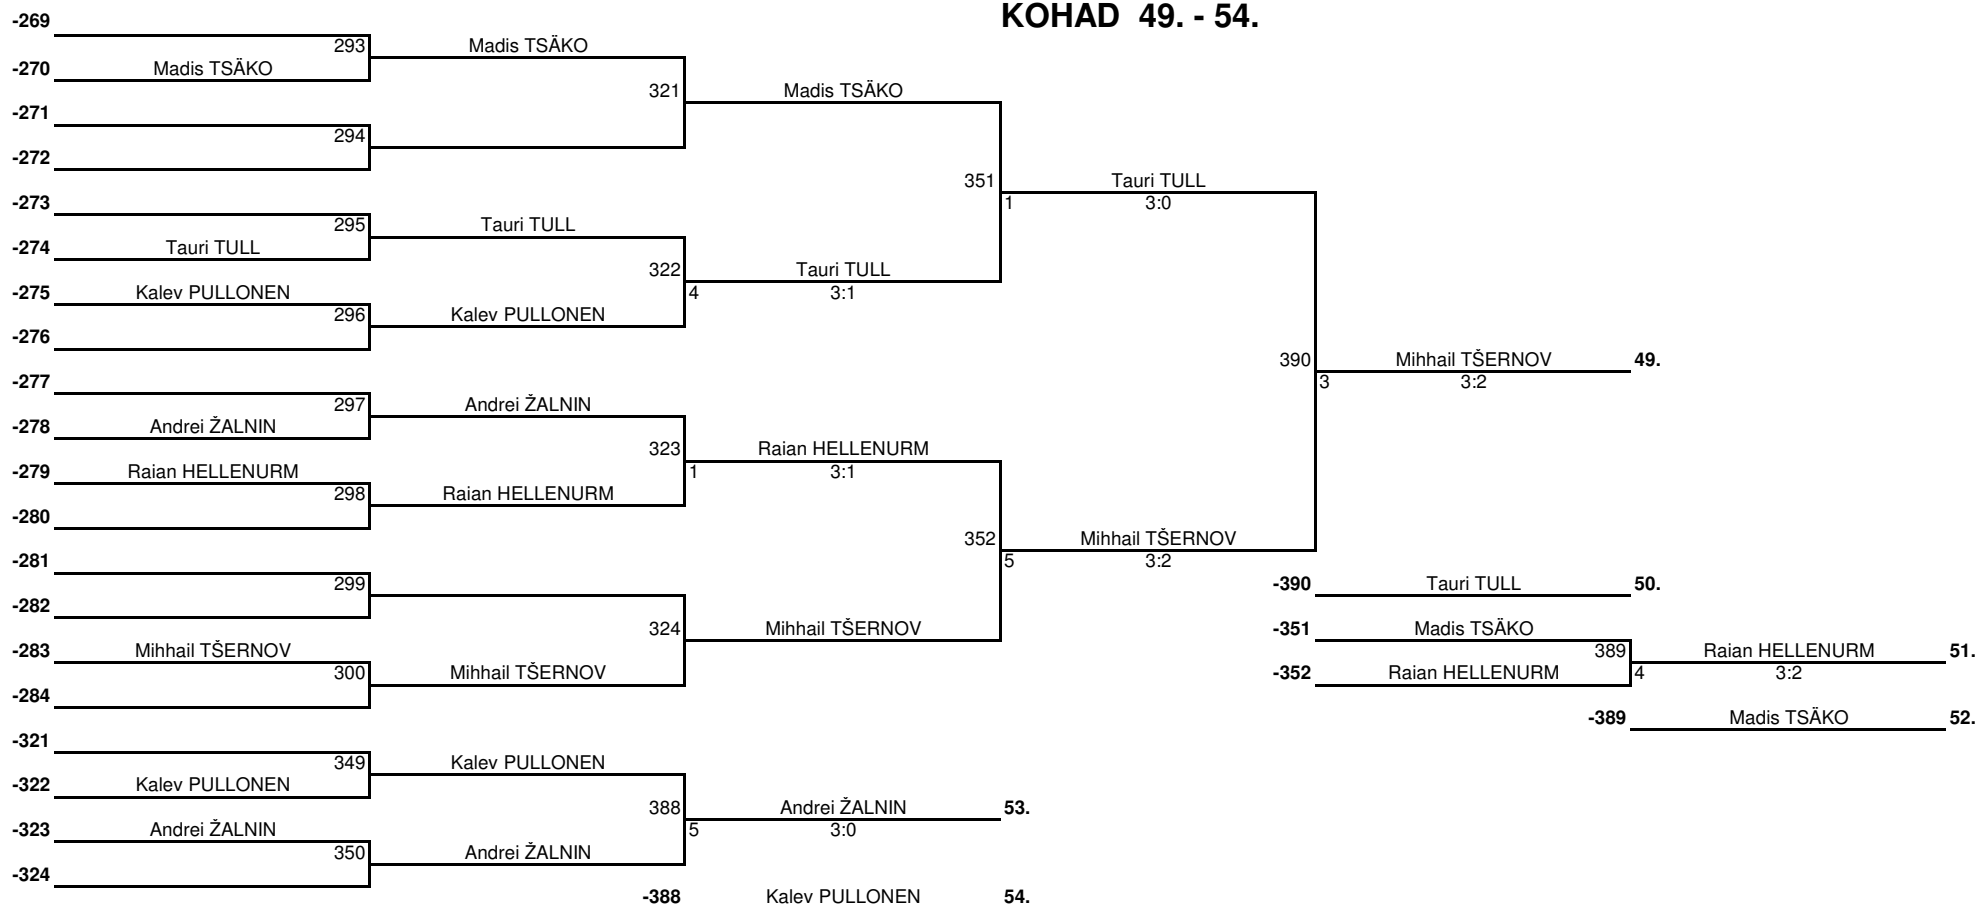 KOHAD 49. - 54.
-269
293 Madis TSÄKO
-270 Madis TSÄKO
321 Madis TSÄKO
-271
294
-272
351 Tauri TULL
1 3:0
-273
295 Tauri TULL
-274 Tauri TULL
322 Tauri TULL
4 3:1
-275 Kalev PULLONEN
296 Kalev PULLONEN
-276
390 Mihhail TŠERNOV 49.
3 3:2
-277
297 Andrei ŽALNIN
-278 Andrei ŽALNIN
323 Raian HELLENURM
1 3:1
-279 Raian HELLENURM
298 Raian HELLENURM
-280
352 Mihhail TŠERNOV
5 3:2
-281
299
-282
324 Mihhail TŠERNOV
-283 Mihhail TŠERNOV
300 Mihhail TŠERNOV
-284
-390 Tauri TULL 50.
-351 Madis TSÄKO
389 Raian HELLENURM 51.
-352 Raian HELLENURM
4 3:2
-389 Madis TSÄKO 52.
-321
349 Kalev PULLONEN
-322 Kalev PULLONEN
388 Andrei ŽALNIN 53.
5 3:0
-323 Andrei ŽALNIN
350 Andrei ŽALNIN
-324
-388 Kalev PULLONEN 54.